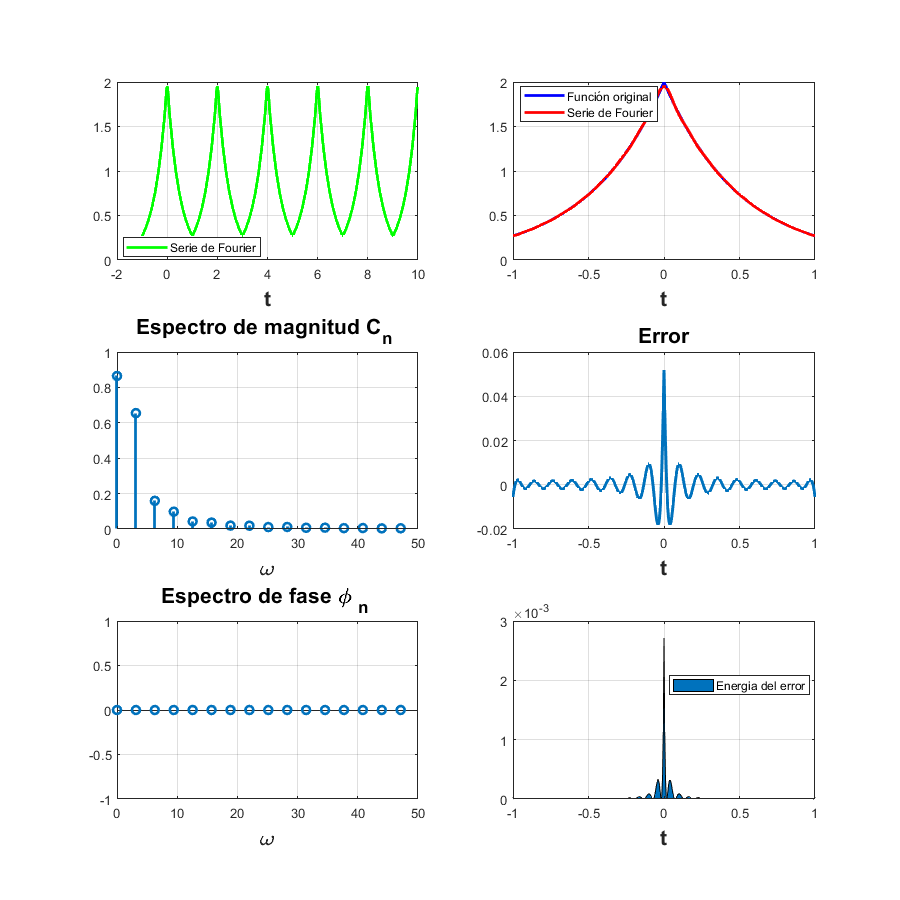 2
1.5
1
0.5
0
Serie de Fourier
-2 0 2 4 6 8 10
t
2
1.5
1
0.5
0
Función original
Serie de Fourier
-1 -0.5 0 0.5 1
t
Espectro de magnitud Cn
1
0.8
0.6
0.4
0.2
0
0 10 20 30 40 50
ω
Error
0.06
0.04
0.02
0
-0.02
-1 -0.5 0 0.5 1
t
Espectro de fase ϕ n
1
0.5
0
-0.5
-1
0 10 20 30 40 50
ω
×10-3
3
2
1
0
Energia del error
-1 -0.5 0 0.5 1
t